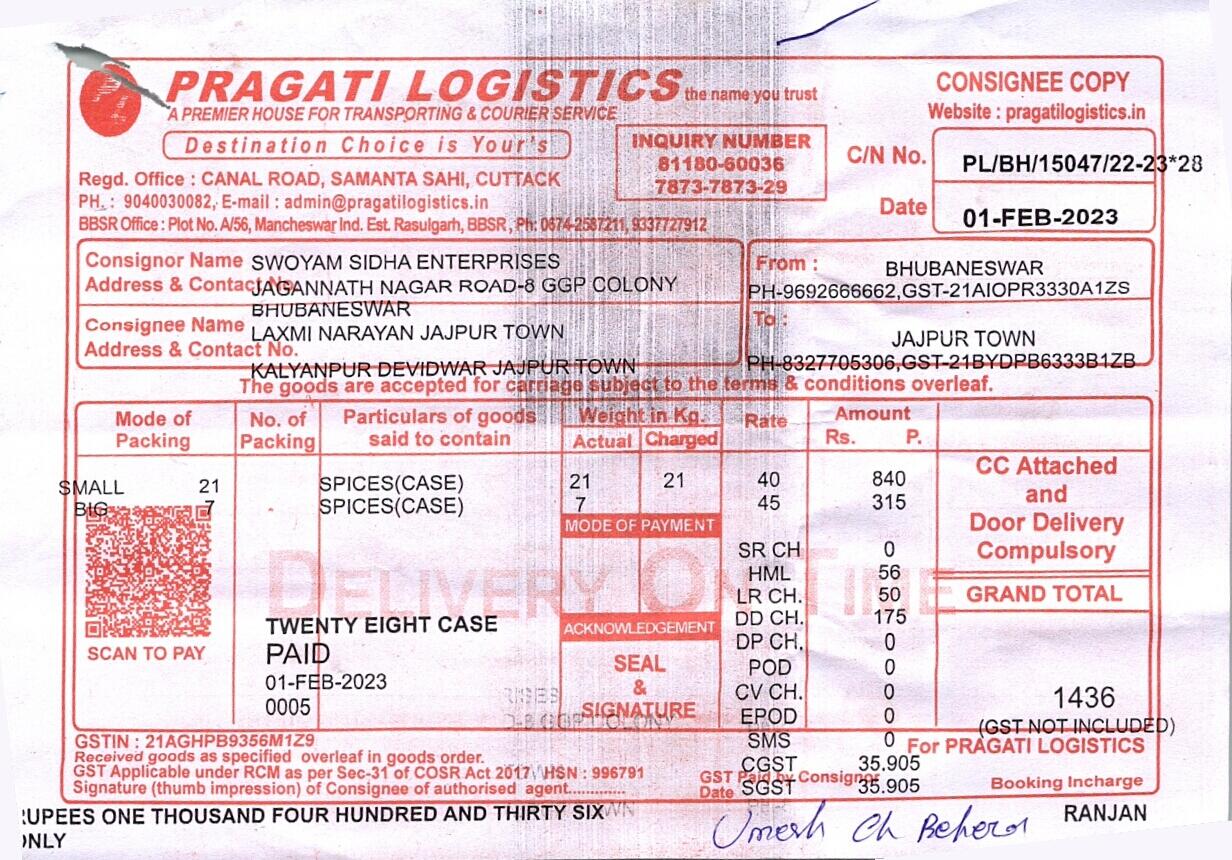 PRAGATI LOGISTICS the name you trust
A PREMIER HOUSE FOR TRANSPORTING & COURIER SERVICE
Destination Choice is Your's
Regd. Office : CANAL ROAD, SAMANTA SAHI, CUTTACK
PH. : 9040030082, E-mail : admin@pragatilogistics.in
BBSR Office : Plot No. A/56, Mancheswar Ind. Est. Rasulgarh, BBSR, Ph: 0674-2587211, 9337727912
INQUIRY NUMBER
81180-60036
7873-7873-29
CONSIGNEE COPY
Website : pragatilogistics.in
C/N No. PL/BH/15047/22-23*28
Date 01-FEB-2023
Consignor Name SWOYAM SIDHA ENTERPRISES
Address & Contact No. JAGANNATH NAGAR ROAD-8 GGP COLONY
BHUBANESWAR
Consignee Name LAXMI NARAYAN JAJPUR TOWN
Address & Contact No.
KALYANPUR DEVIDWAR JAJPUR TOWN
From : BHUBANESWAR
PH-9692666662,GST-21AIOPR3330A1ZS
To :
JAJPUR TOWN
PH-8327705306,GST-21BYDPB6333B1ZB
The goods are accepted for carriage subject to the terms & conditions overleaf.
Mode of Packing No. of Packing Particulars of goods said to contain Weight in Kg. Actual Charged Rate Amount Rs. P.
SMALL 21 SPICES(CASE) 21 21 40 840
BIG 7 SPICES(CASE) 7 45 315
MODE OF PAYMENT
CC Attached
and
Door Delivery
Compulsory
SR CH 0
HML 56
LR CH. 50
DD CH. 175
DP CH. 0
POD 0
CV CH. 0
EPOD 0
SMS 0
CGST 35.905
SGST 35.905
DELIVERY ON TIME
GRAND TOTAL
1436
(GST NOT INCLUDED)
SCAN TO PAY
TWENTY EIGHT CASE
PAID
01-FEB-2023
0005
ACKNOWLEDGEMENT
SEAL
&
SIGNATURE
GSTIN : 21AGHPB9356M1Z9
Received goods as specified overleaf in goods order.
GST Applicable under RCM as per Sec-31 of COSR Act 2017, HSN : 996791
Signature (thumb impression) of Consignee of authorised agent.............
GST Paid by Consignor
Date
For PRAGATI LOGISTICS
Booking Incharge
RANJAN
RUPEES ONE THOUSAND FOUR HUNDRED AND THIRTY SIX
ONLY
Umesh Ch Behera